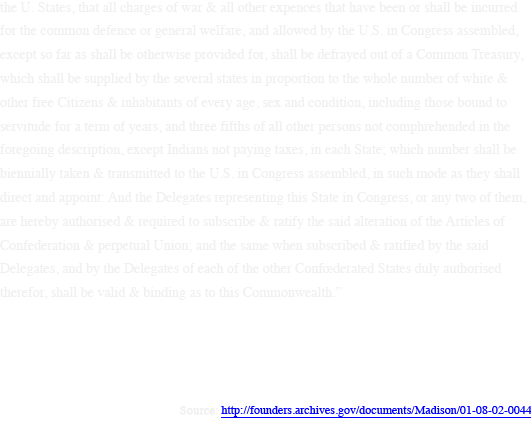 the U. States, that all charges of war & all other expences that have been or shall be incurred
for the common defence or general welfare, and allowed by the U.S. in Congress assembled,
except so far as shall be otherwise provided for, shall be defrayed out of a Common Treasury,
which shall be supplied by the several states in proportion to the whole number of white &
other free Citizens & inhabitants of every age, sex and condition, including those bound to
servitude for a term of years, and three fifths of all other persons not comphrehended in the
foregoing description, except Indians not paying taxes, in each State; which number shall be
biennially taken & transmitted to the U.S. in Congress assembled, in such mode as they shall
direct and appoint. And the Delegates representing this State in Congress, or any two of them,
are hereby authorised & required to subscribe & ratify the said alteration of the Articles of
Confederation & perpetual Union; and the same when subscribed & ratified by the said
Delegates, and by the Delegates of each of the other Confœderated States duly authorised
therefor, shall be valid & binding as to this Commonwealth.”
Source: http://founders.archives.gov/documents/Madison/01-08-02-0044